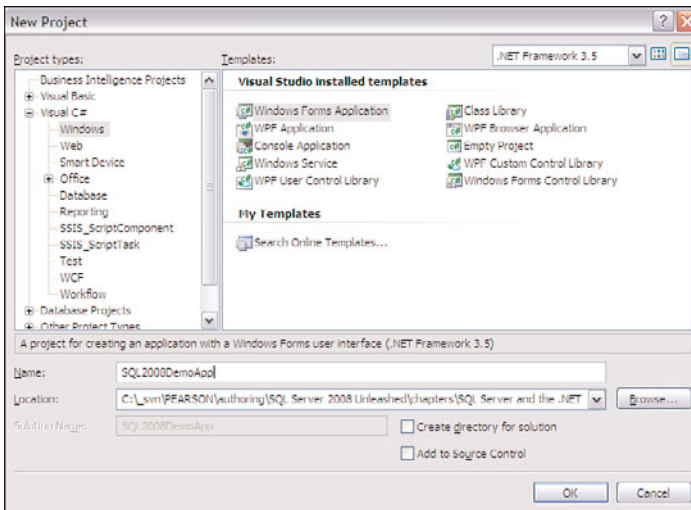 New Project
Project types:
Templates:
.NET Framework 3.5
Business Intelligence Projects
Visual Basic
Visual C#
Windows
Web
Smart Device
Office
Database
Reporting
SSIS_ScriptComponent
SSIS_ScriptTask
Test
WCF
Workflow
Database Projects
Other Project Types
Visual Studio installed templates
Windows Forms Application
Class Library
WPF Application
WPF Browser Application
Console Application
Empty Project
Windows Service
WPF Custom Control Library
WPF User Control Library
Windows Forms Control Library
My Templates
Search Online Templates...
A project for creating an application with a Windows Forms user interface (.NET Framework 3.5)
Name:
SQL2008DemoApp
Location:
C:\_svn\PEARSON\authoring\SQL Server 2008 Unleashed\chapters\SQL Server and the .NET
Browse...
Solution Name:
SQL2008DemoApp
Create directory for solution
Add to Source Control
OK
Cancel